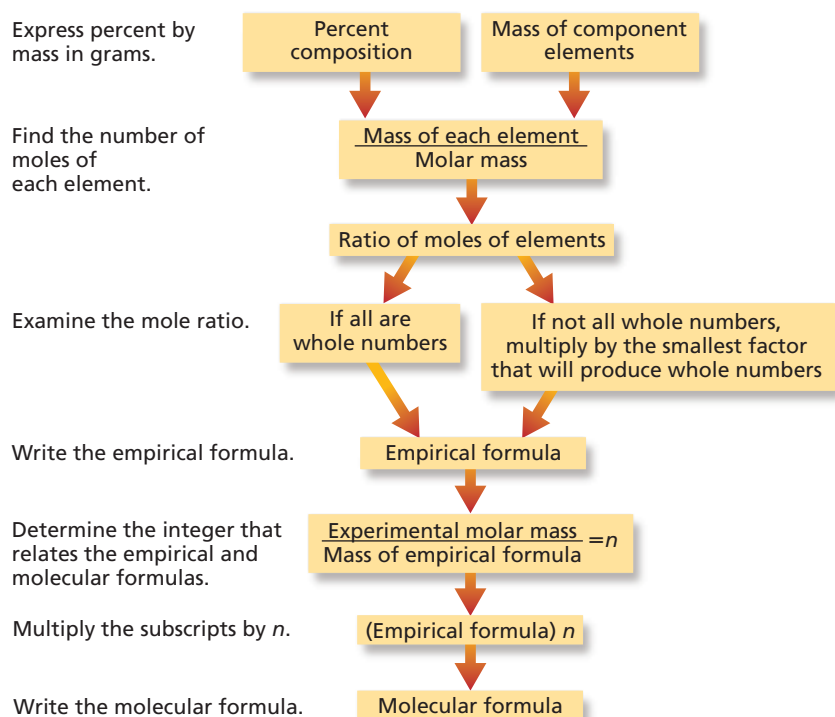 Express percent by
mass in grams.
Percent
composition
Mass of component
elements
Find the number of
moles of
each element.
Mass of each element
Molar mass
Ratio of moles of elements
Examine the mole ratio.
If all are
whole numbers
If not all whole numbers,
multiply by the smallest factor
that will produce whole numbers
Write the empirical formula.
Empirical formula
Determine the integer that
relates the empirical and
molecular formulas.
Experimental molar mass
Mass of empirical formula = n
Multiply the subscripts by n.
(Empirical formula) n
Write the molecular formula.
Molecular formula